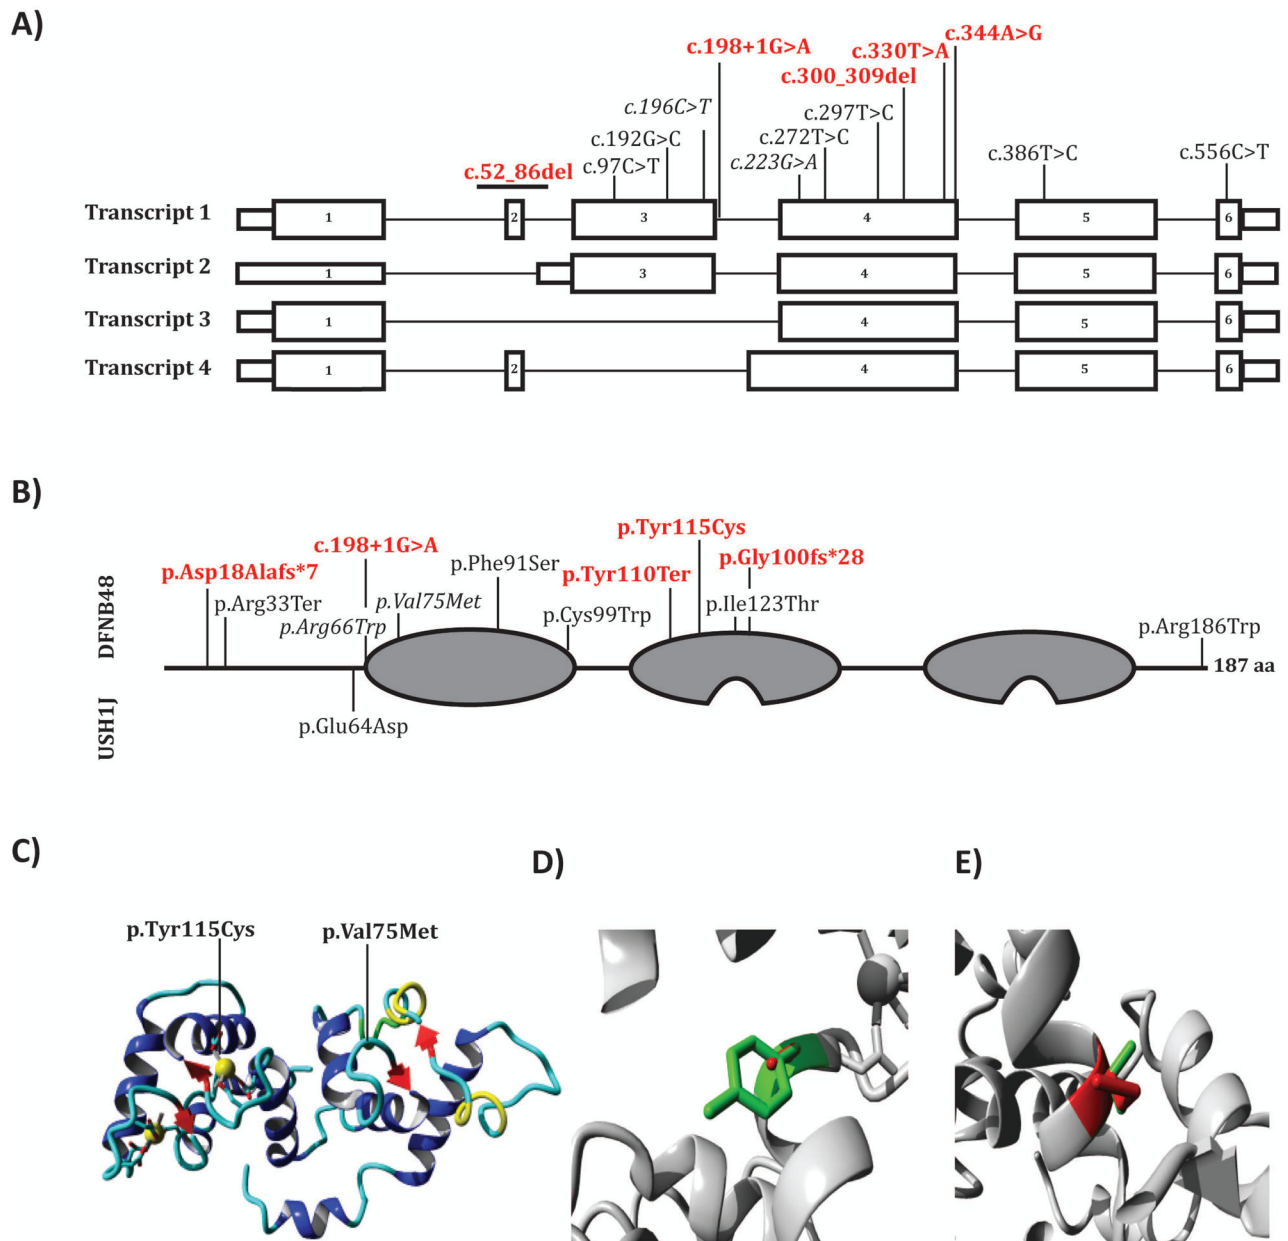 A)
c.344A>G
c.198+1G>A
c.330T>A
c.300_309del
c.196C>T
c.297T>C
c.192G>C
c.272T>C
c.386T>C
c.556C>T
c.52_86del
c.97C>T
c.223G>A
Transcript 1
1 2 3 4 5 6
Transcript 2
1 3 4 5 6
Transcript 3
1 4 5 6
Transcript 4
1 2 4 5 6
B)
DFNB48
USH1J
p.Tyr115Cys
c.198+1G>A
p.Phe91Ser
p.Gly100fs*28
p.Asp18Alafs*7
p.Tyr110Ter
p.Arg33Ter
p.Val75Met
p.Cys99Trp
p.Ile123Thr
p.Arg66Trp
p.Arg186Trp
187 aa
p.Glu64Asp
C)
D)
E)
p.Tyr115Cys
p.Val75Met